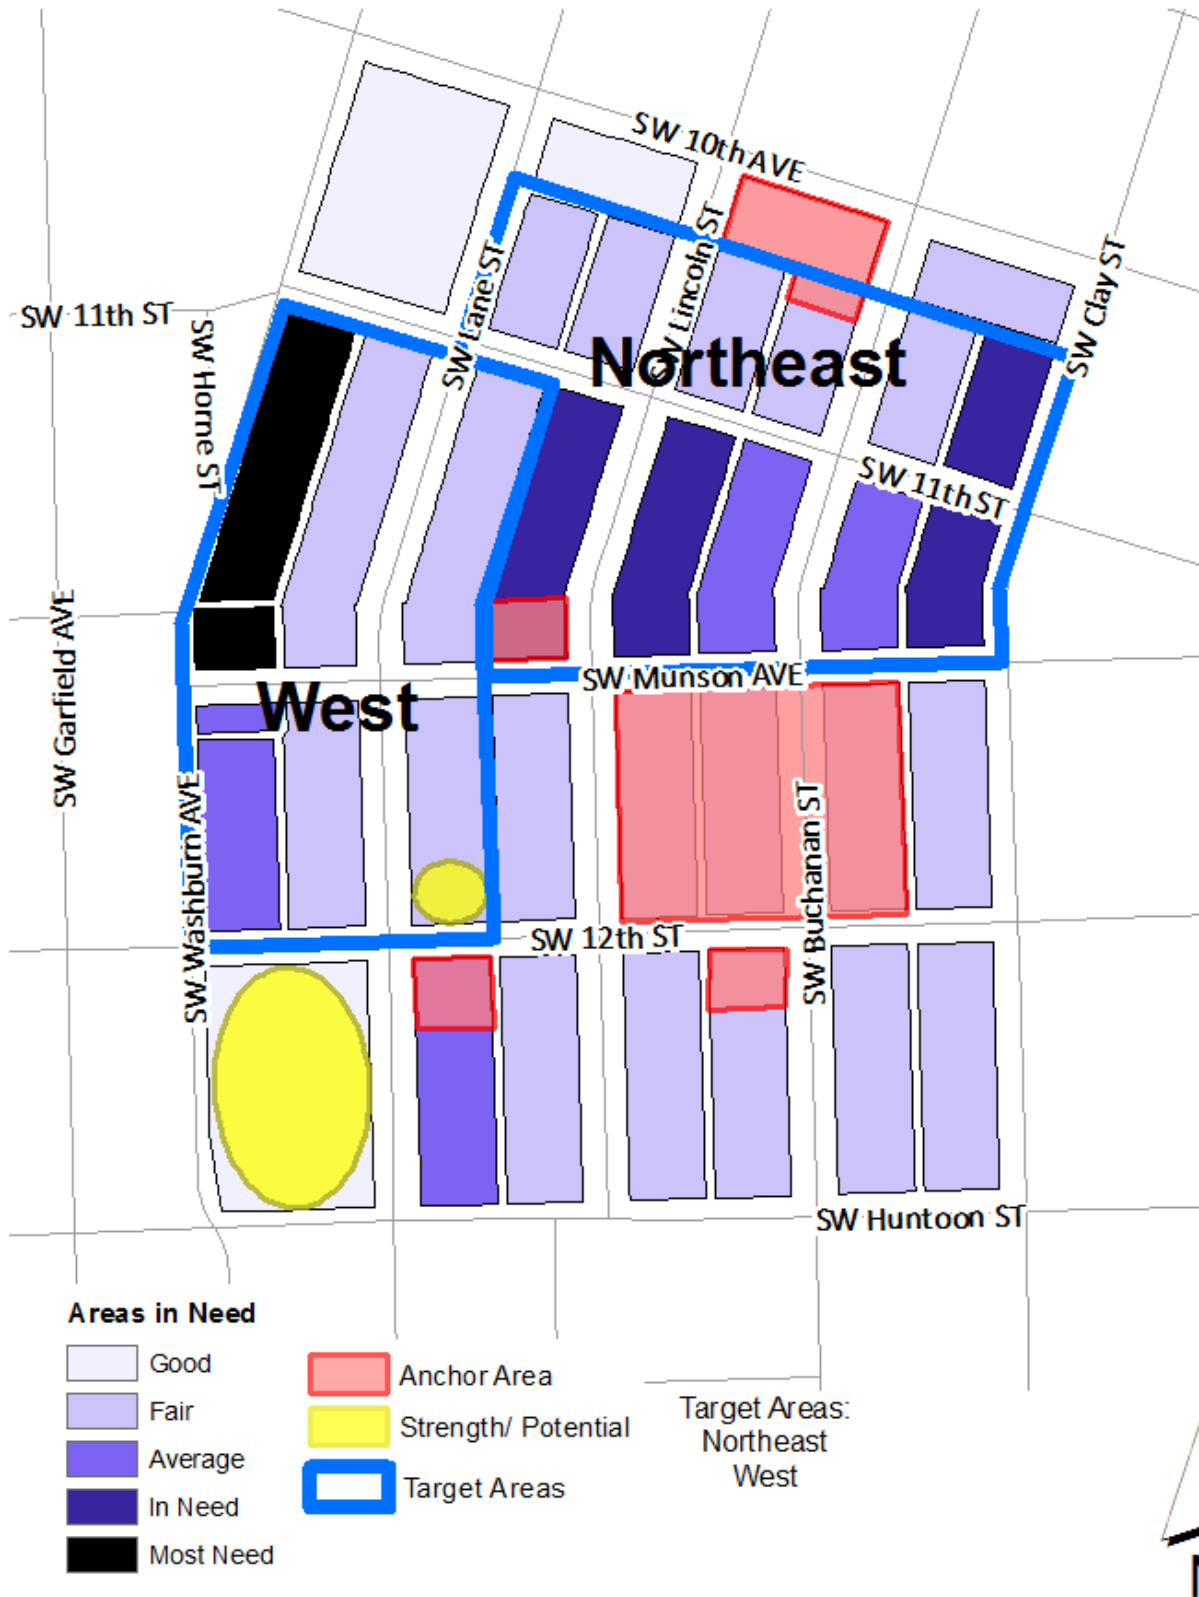 SW 10th AVE
SW Lincoln ST
SW Clay ST
SW Lane ST
SW 11th ST
SW Horne ST
Northeast
SW 11th ST
SW Garfield AVE
SW Munson AVE
West
SW Washburn AVE
SW Buchanan ST
SW 12th ST
SW Huntoon ST
Areas in Need
Good
Fair
Average
In Need
Most Need
Anchor Area
Strength/ Potential
Target Areas
Target Areas:
Northeast
West